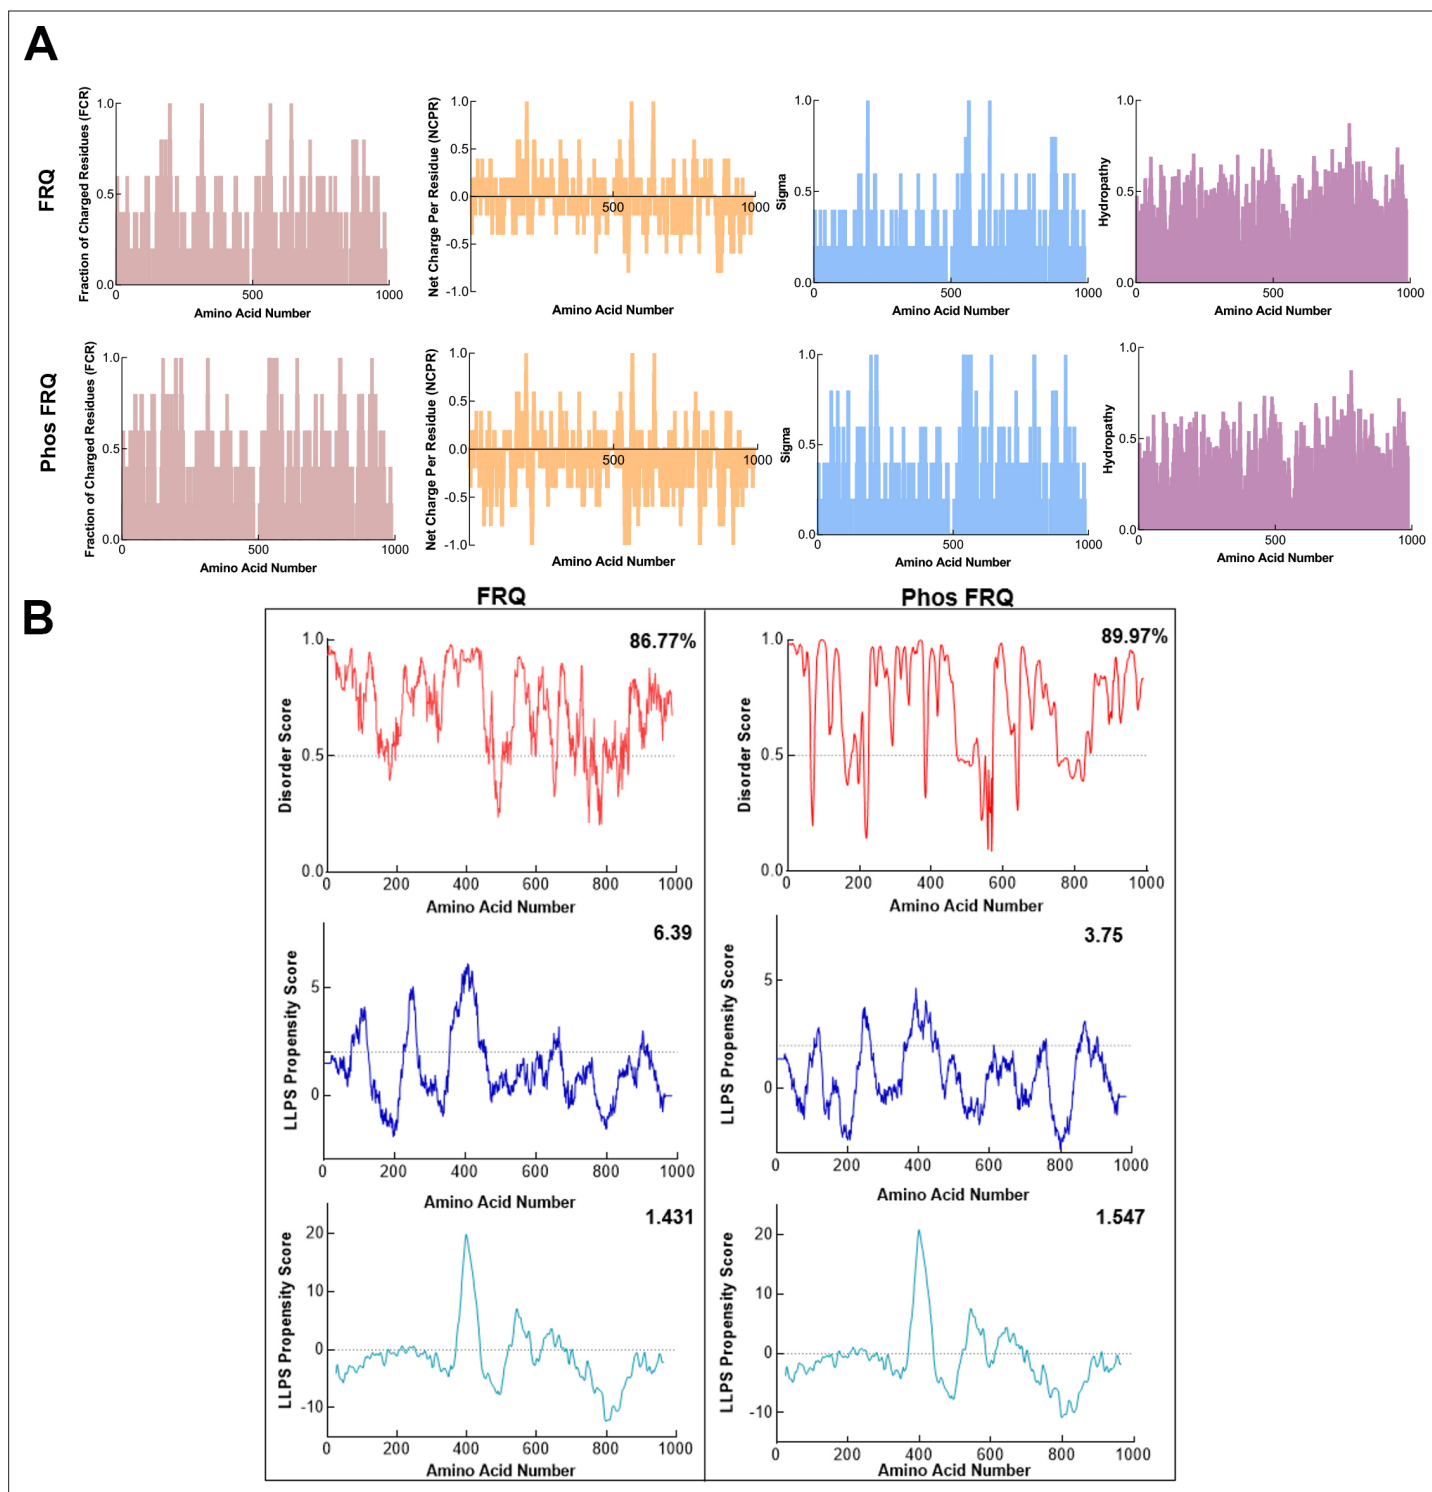 A
FRQ
Fraction of Charged Residues (FCR)
1.0
0.5
0.0
0 500 1000
Amino Acid Number
Net Charge Per Residue (NCPR)
1.0
0.5
0.0
-0.5
-1.0
500 1000
Amino Acid Number
Sigma
1.0
0.5
0.0
0 500 1000
Amino Acid Number
Hydropathy
1.0
0.5
0.0
0 500 1000
Amino Acid Number
Phos FRQ
Fraction of Charged Residues (FCR)
1.0
0.5
0.0
0 500 1000
Amino Acid Number
Net Charge Per Residue (NCPR)
1.0
0.5
0.0
-0.5
-1.0
500 1000
Amino Acid Number
Sigma
1.0
0.5
0.0
0 500 1000
Amino Acid Number
Hydropathy
1.0
0.5
0.0
0 500 1000
Amino Acid Number
B
FRQ
Phos FRQ
86.77%
Disorder Score
1.0
0.5
0.0
0 200 400 600 800 1000
Amino Acid Number
89.97%
Disorder Score
1.0
0.5
0.0
0 200 400 600 800 1000
Amino Acid Number
6.39
LLPS Propensity Score
5
0
0 200 400 600 800 1000
Amino Acid Number
3.75
LLPS Propensity Score
5
0
0 200 400 600 800 1000
Amino Acid Number
1.431
LLPS Propensity Score
20
10
0
-10
0 200 400 600 800 1000
Amino Acid Number
1.547
LLPS Propensity Score
20
10
0
-10
0 200 400 600 800 1000
Amino Acid Number